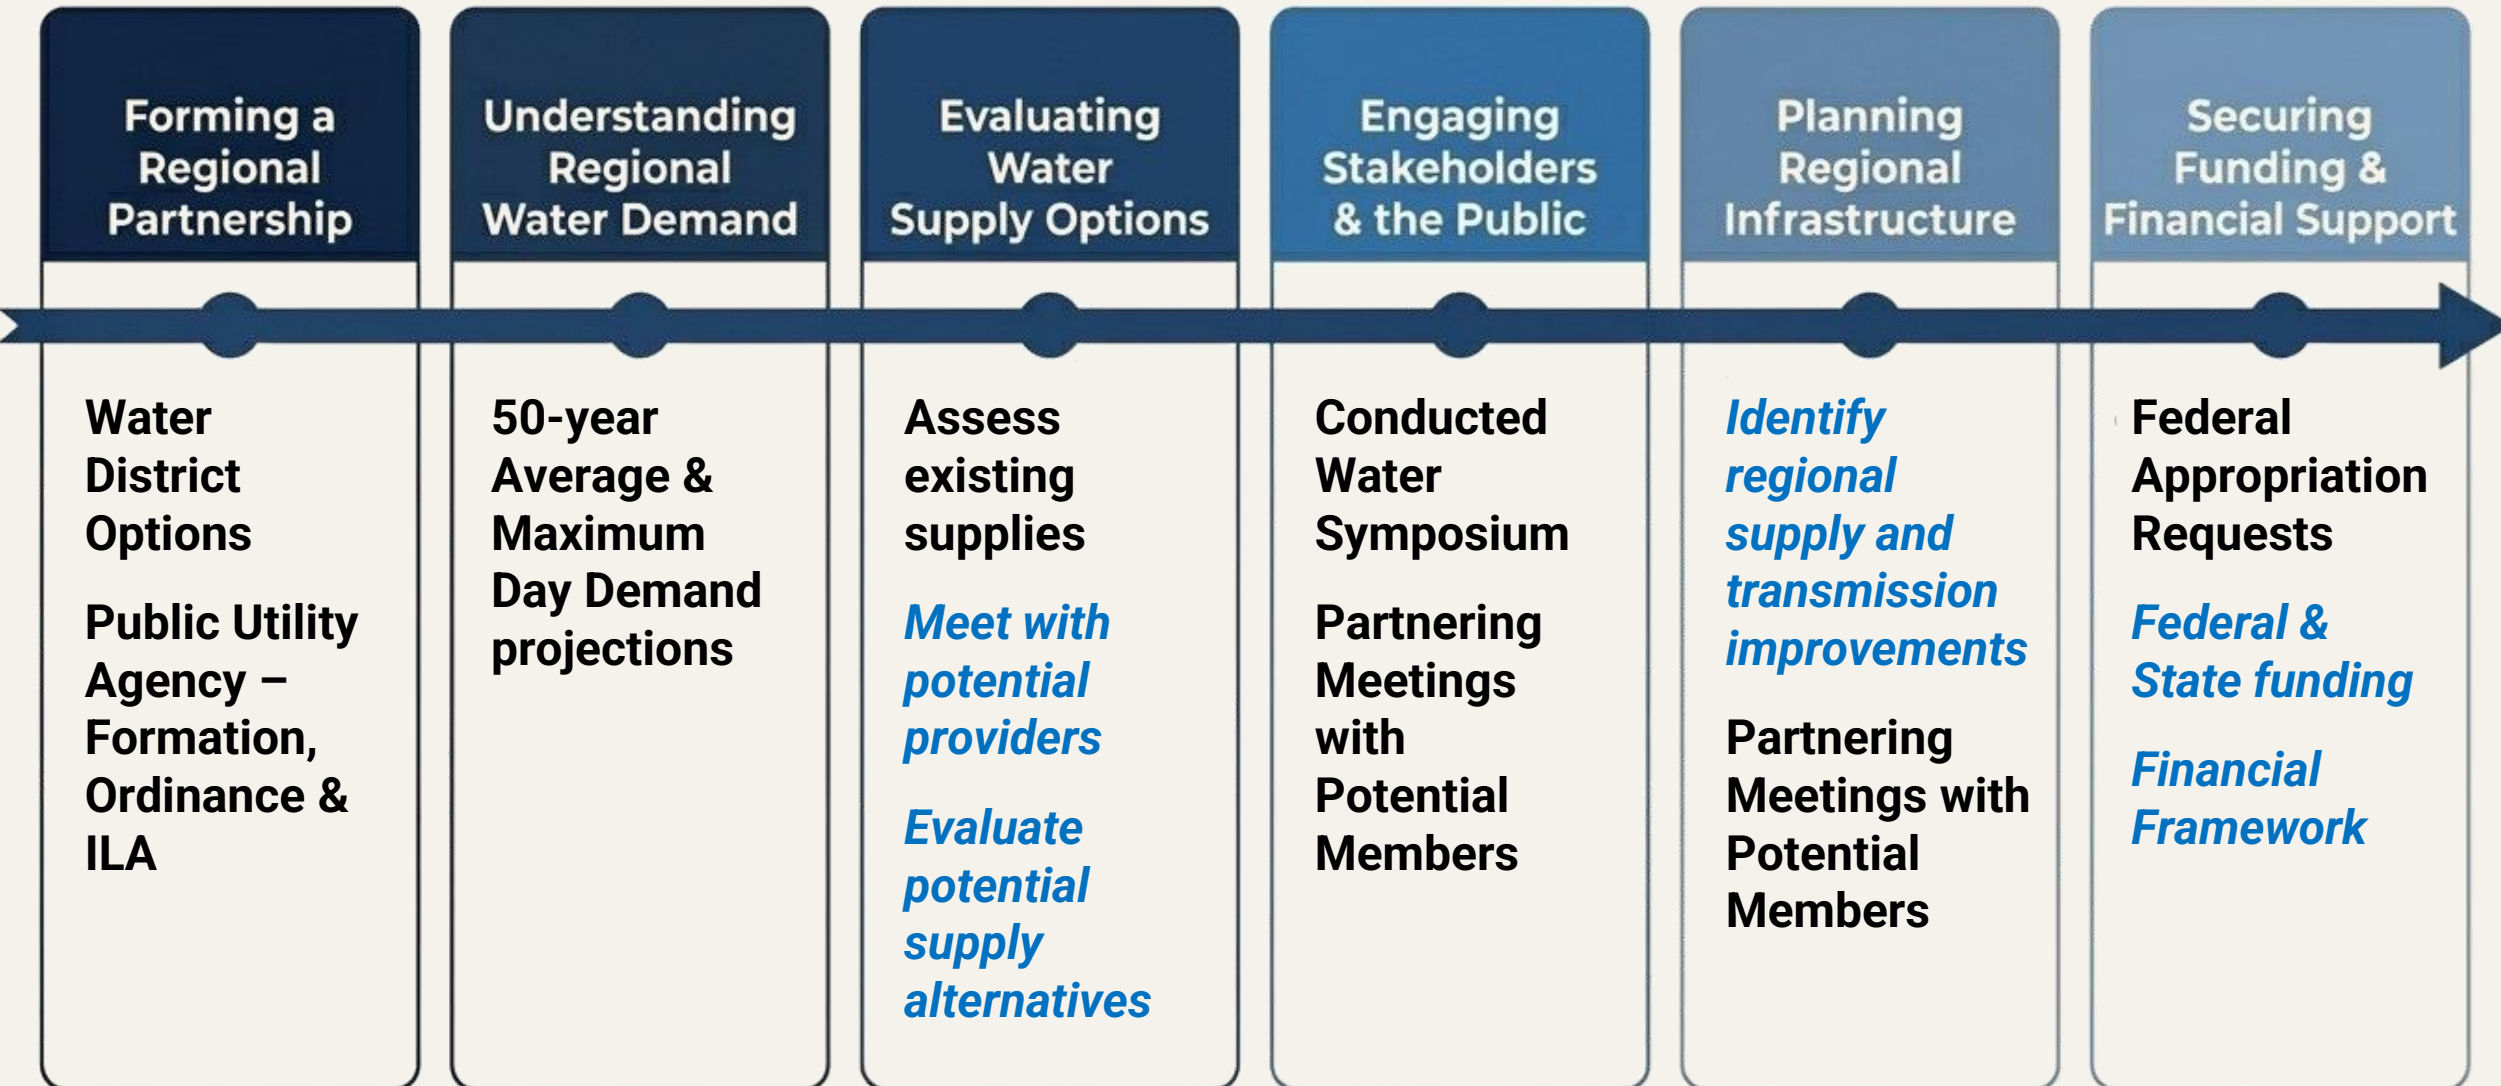 Forming a
Regional
Partnership
Water
District
Options
Public Utility
Agency –
Formation,
Ordinance &
ILA
Understanding
Regional
Water Demand
50-year
Average &
Maximum
Day Demand
projections
Evaluating
Water
Supply Options
Assess
existing
supplies
Meet with
potential
providers
Evaluate
potential
supply
alternatives
Engaging
Stakeholders
& the Public
Conducted
Water
Symposium
Partnering
Meetings
with
Potential
Members
Planning
Regional
Infrastructure
Identify
regional
supply and
transmission
improvements
Partnering
Meetings with
Potential
Members
Securing
Funding &
Financial Support
Federal
Appropriation
Requests
Federal &
State funding
Financial
Framework